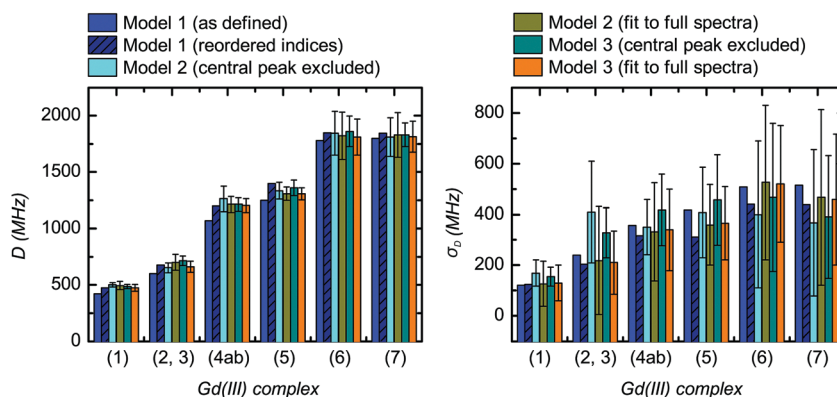 Model 1 (as defined)
Model 1 (reordered indices)
Model 2 (central peak excluded)
Model 2 (fit to full spectra)
Model 3 (central peak excluded)
Model 3 (fit to full spectra)
D (MHz)
2000
1750
1250
1000
500
0
(1) (2, 3) (4ab) (5) (6) (7)
Gd(III) complex
σD (MHz)
800
600
400
200
0
(1) (2, 3) (4ab) (5) (6) (7)
Gd(III) complex